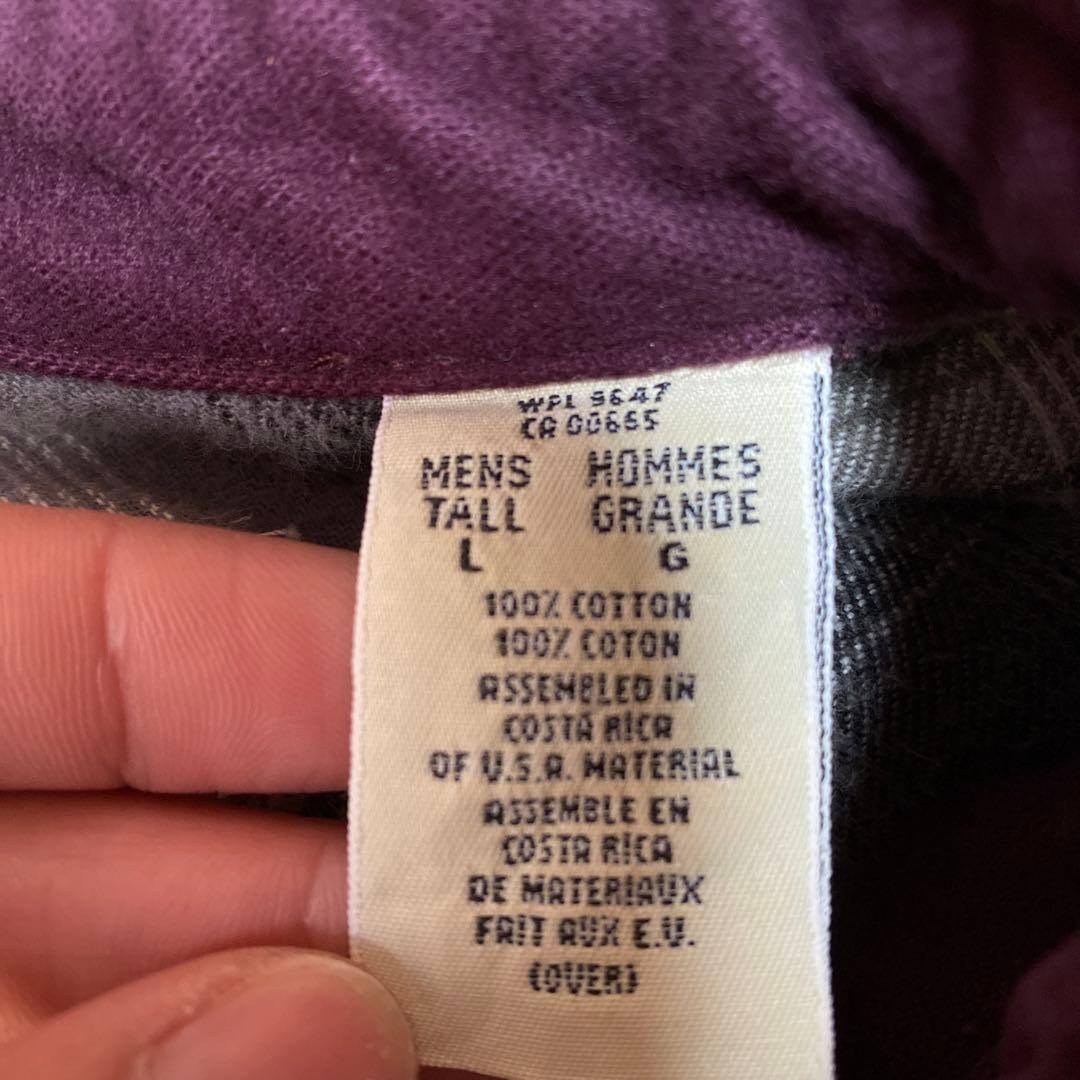 WPL 9647
CA 00665
MENS HOMMES
TALL GRANDE
L G
100% COTTON
100% COTON
ASSEMBLED IN
COSTA RICA
OF U.S.A. MATERIAL
ASSEMBLE EN
COSTA RICA
DE MATERIAUX
FAIT AUX E.U.
(OVER)